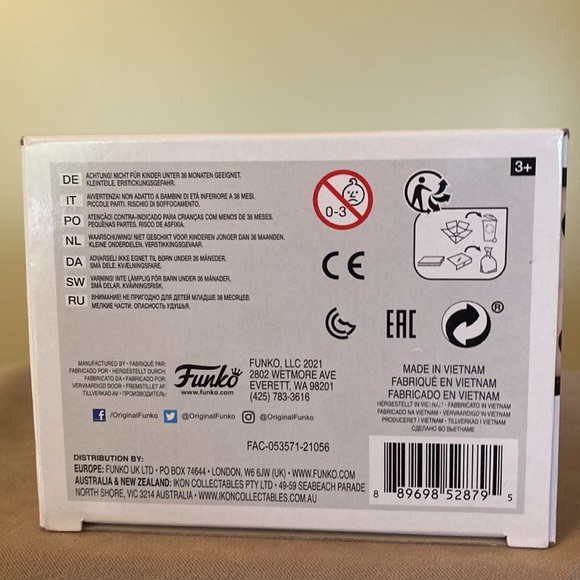 3+
DE ACHTUNG! NICHT FÜR KINDER UNTER 36 MONATEN GEEIGNET.
KLEINTEILE. ERSTICKUNGSGEFAHR.
IT AVVERTENZA! NON ADATTO A BAMBINI DI ETÀ INFERIORE A 36 MESI.
PICCOLE PARTI. RISCHIO DI SOFFOCAMENTO.
PO ATENÇÃO! CONTRA-INDICADO PARA CRIANÇAS COM MENOS DE 36 MESES.
PEQUENAS PARTES. RISCO DE ASFIXIA.
NL WAARSCHUWING! NIET GESCHIKT VOOR KINDEREN JONGER DAN 36 MAANDEN.
KLEINE ONDERDELEN. VERSTIKKINGSGEVAAR.
DA ADVARSEL! IKKE EGNET TIL BØRN UNDER 36 MÅNEDER.
SMÅ DELE. KVÆLNINGSFARE.
SW VARNING! INTE LÄMPLIG FÖR BARN UNDER 36 MÅNADER.
SMÅ DELAR. KVÄVNINGSRISK.
RU ВНИМАНИЕ! НЕ ПРИГОДНО ДЛЯ ДЕТЕЙ МЛАДШЕ 36 МЕСЯЦЕВ.
МЕЛКИЕ ЧАСТИ. ОПАСНОСТЬ УДУШЬЯ.
0-3
CE
EAC
®
MANUFACTURED BY • FABRIQUÉ PAR:
FABRICADO POR • HERGESTELLT DURCH:
FABBRICATO DA • FABRICADO POR:
VERVAARDIGD DOOR • FREMSTILLET AF:
TILLVERKAD AV •
Funko
www.funko.com
FUNKO, LLC 2021
2802 WETMORE AVE
EVERETT, WA 98201
(425) 783-3616
MADE IN VIETNAM
FABRIQUÉ EN VIETNAM
FABRICADO EN VIETNAM
HERGESTELLT IN VIETNAM • FABBRICATO IN VIETNAM
FABRICADO NA VIETNAM • VERVAARDIGD IN VIETNAM
PRODUCERET I VIETNAM • TILLVERKAD I VIETNAM
СДЕЛАНО ВО ВЬЕТНАМЕ
/OriginalFunko @OriginalFunko @OriginalFunko
FAC-053571-21056
DISTRIBUTION BY:
EUROPE: FUNKO UK LTD • PO BOX 74644 • LONDON, W6 6JW (UK) • WWW.FUNKO.COM
AUSTRALIA & NEW ZEALAND: IKON COLLECTABLES PTY LTD • 49-59 SEABEACH PARADE
NORTH SHORE, VIC 3214 AUSTRALIA • WWW.IKONCOLLECTABLES.COM.AU
8 89698 52879 5